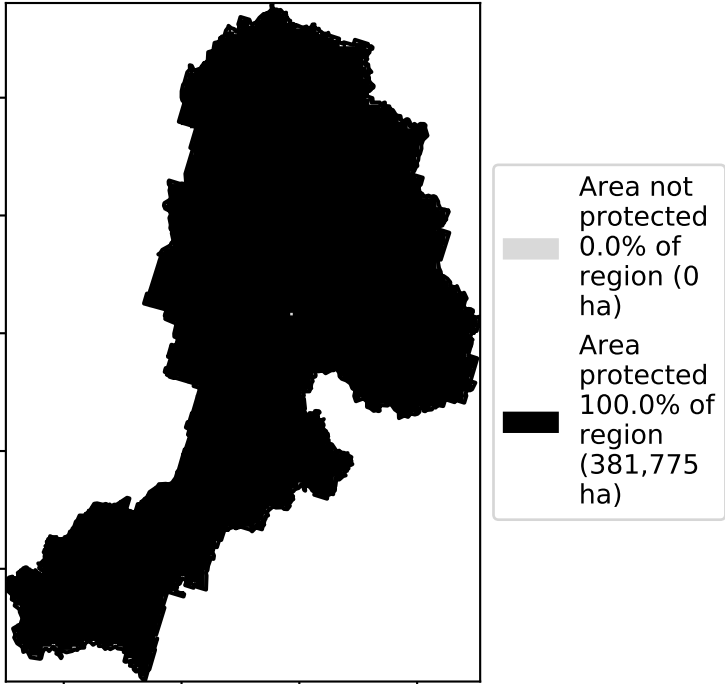 Area not
protected
0.0% of
region (0
ha)
Area
protected
100.0% of
region
(381,775
ha)